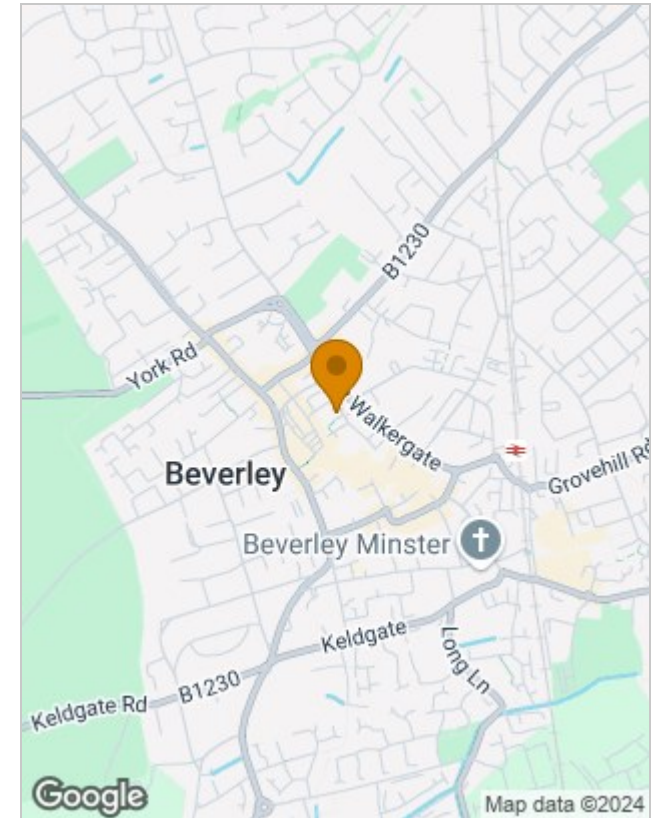 B1230
York Rd
Walkergate
Beverley
Grovehill Rd
Beverley Minster
Keldgate
Long Ln
B1230
Keldgate Rd
Google
Map data ©2024